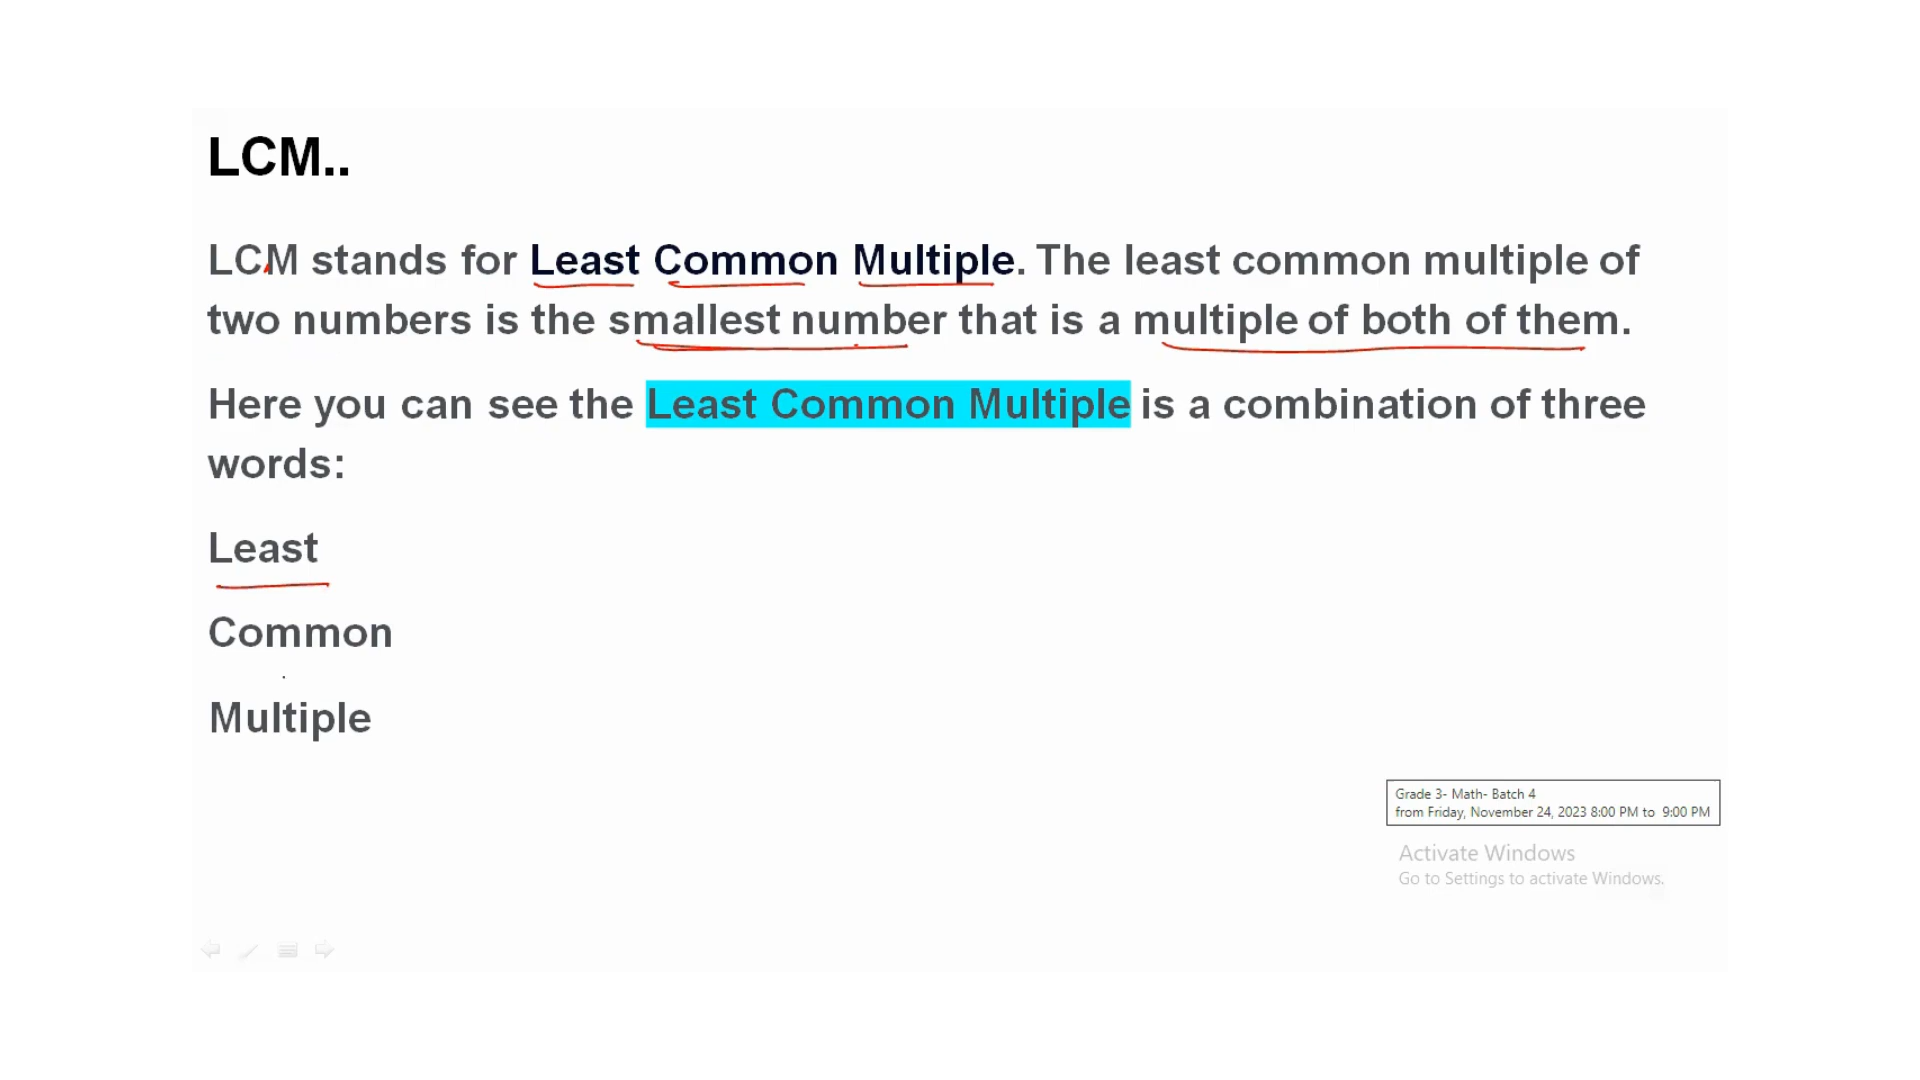 LCM..
LCM stands for Least Common Multiple. The least common multiple of
two numbers is the smallest number that is a multiple of both of them.
Here you can see the Least Common Multiple is a combination of three
words:
Least
Common
Multiple
Grade 3- Math- Batch 4
from Friday, November 24, 2023 8:00 PM to 9:00 PM
Activate Windows
Go to Settings to activate Windows.